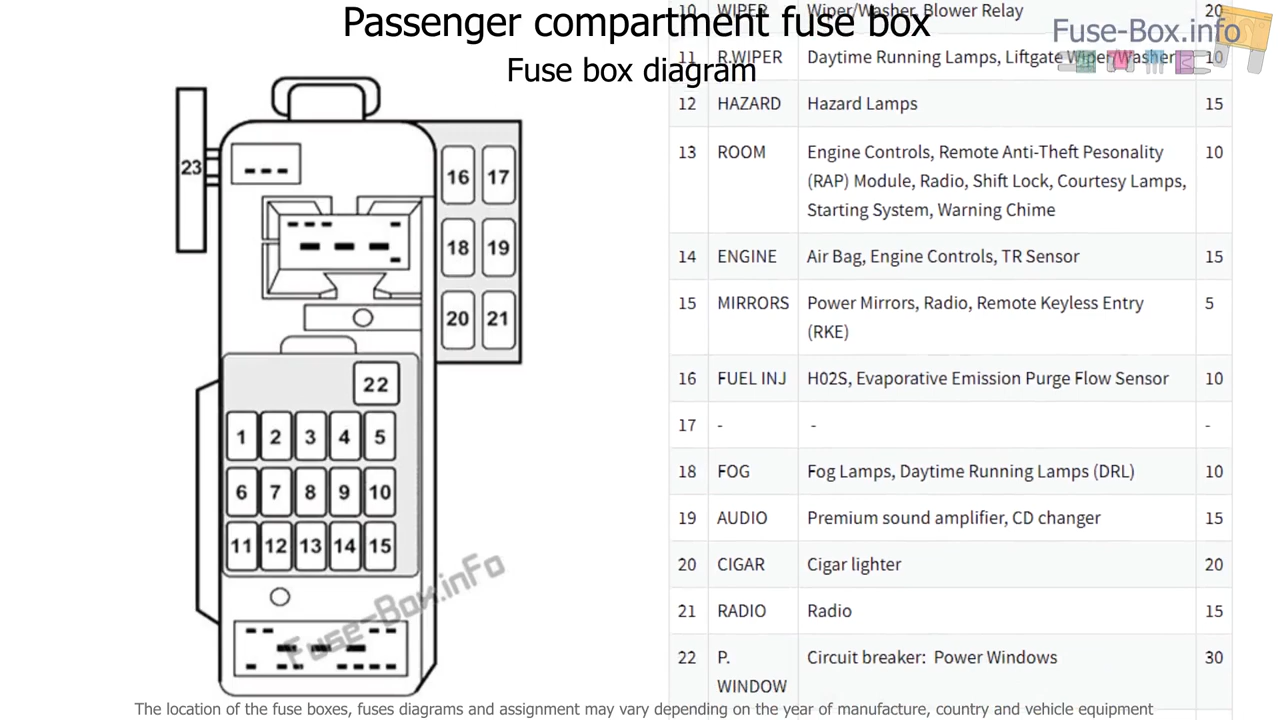 Passenger compartment fuse box
Fuse box diagram
Fuse-Box.info
23
16 17
18 19
20 21
22
1 2 3 4 5
6 7 8 9 10
11 12 13 14 15
Fuse-Box.inFo
10 WIPER Wiper/Washer, Blower Relay 20
11 R.WIPER Daytime Running Lamps, Liftgate Wiper/Washer 10
12 HAZARD Hazard Lamps 15
13 ROOM Engine Controls, Remote Anti-Theft Pesonality 10
(RAP) Module, Radio, Shift Lock, Courtesy Lamps,
Starting System, Warning Chime
14 ENGINE Air Bag, Engine Controls, TR Sensor 15
15 MIRRORS Power Mirrors, Radio, Remote Keyless Entry 5
(RKE)
16 FUEL INJ H02S, Evaporative Emission Purge Flow Sensor 10
17 - - -
18 FOG Fog Lamps, Daytime Running Lamps (DRL) 10
19 AUDIO Premium sound amplifier, CD changer 15
20 CIGAR Cigar lighter 20
21 RADIO Radio 15
22 P. Circuit breaker: Power Windows 30
WINDOW
The location of the fuse boxes, fuses diagrams and assignment may vary depending on the year of manufacture, country and vehicle equipment